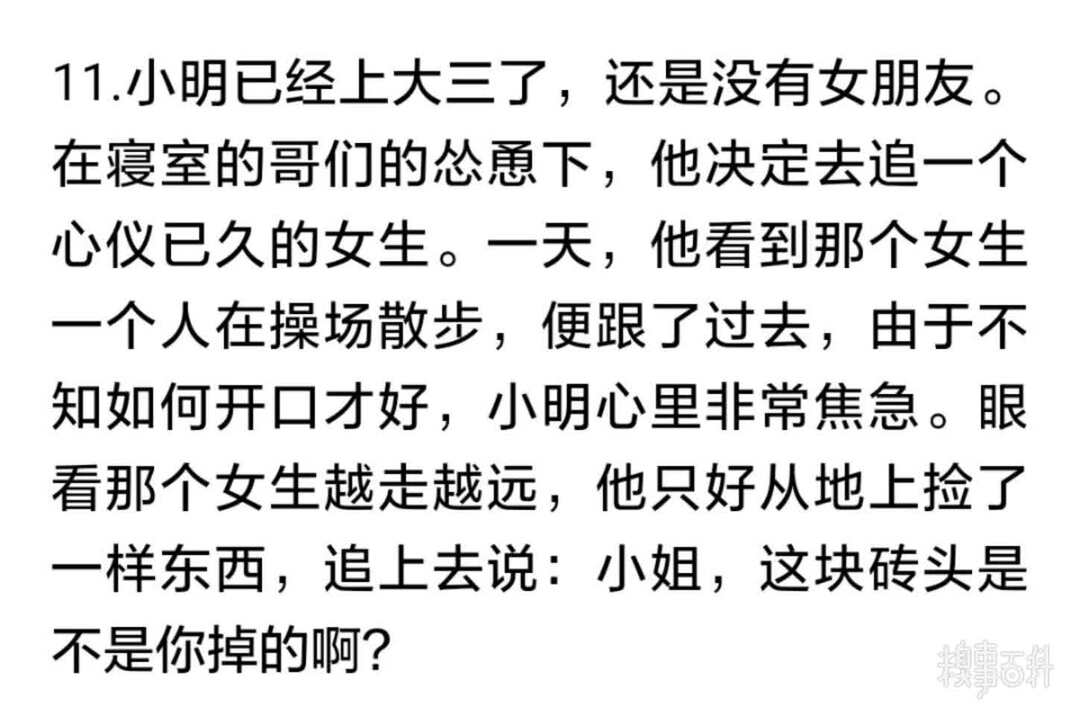 11.小明已经上大三了，还是没有女朋友。
在寝室的哥们的怂恿下，他决定去追一个
心仪已久的女生。一天，他看到那个女生
一个人在操场散步，便跟了过去，由于不
知如何开口才好，小明心里非常焦急。眼
看那个女生越走越远，他只好从地上捡了
一样东西，追上去说：小姐，这块砖头是
不是你掉的啊？
糗事百科